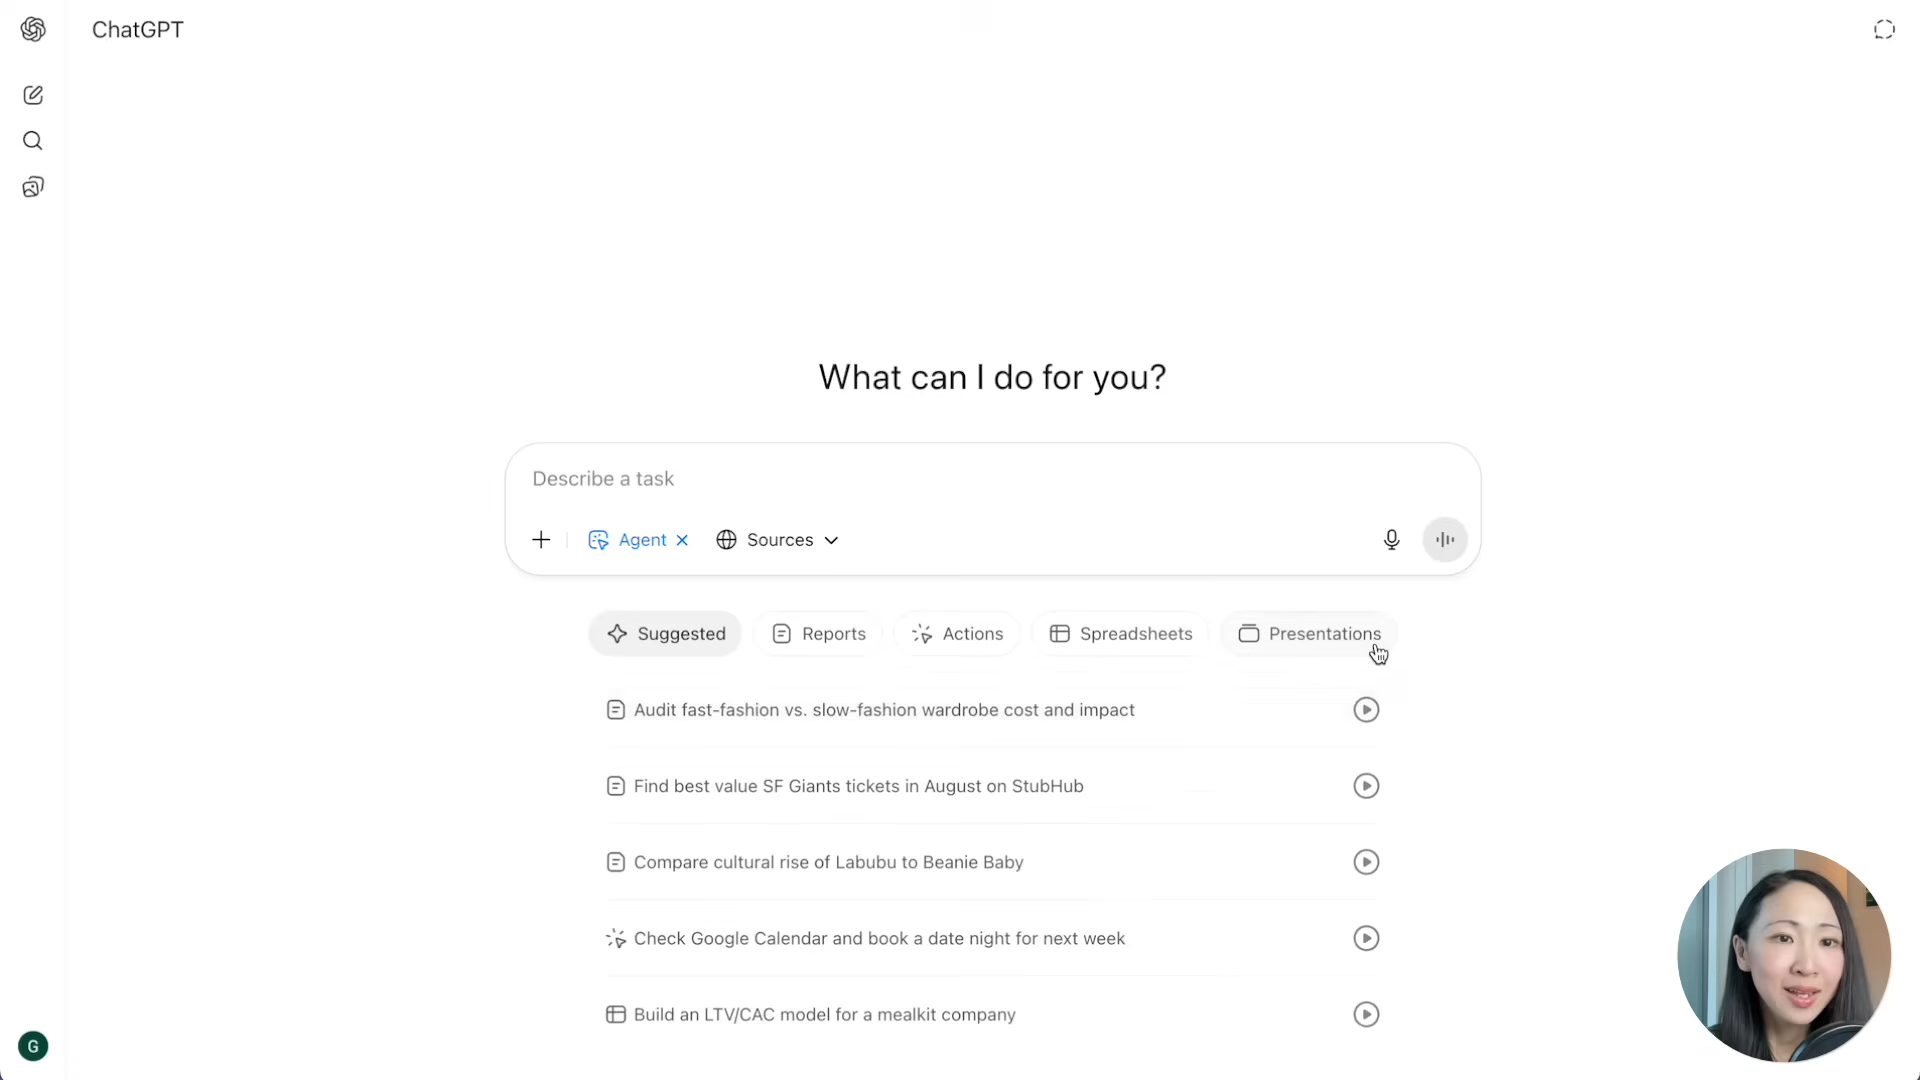 ChatGPT
What can I do for you?
Describe a task
Agent
Sources
Suggested
Reports
Actions
Spreadsheets
Presentations
Audit fast-fashion vs. slow-fashion wardrobe cost and impact
Find best value SF Giants tickets in August on StubHub
Compare cultural rise of Labubu to Beanie Baby
Check Google Calendar and book a date night for next week
Build an LTV/CAC model for a mealkit company
G